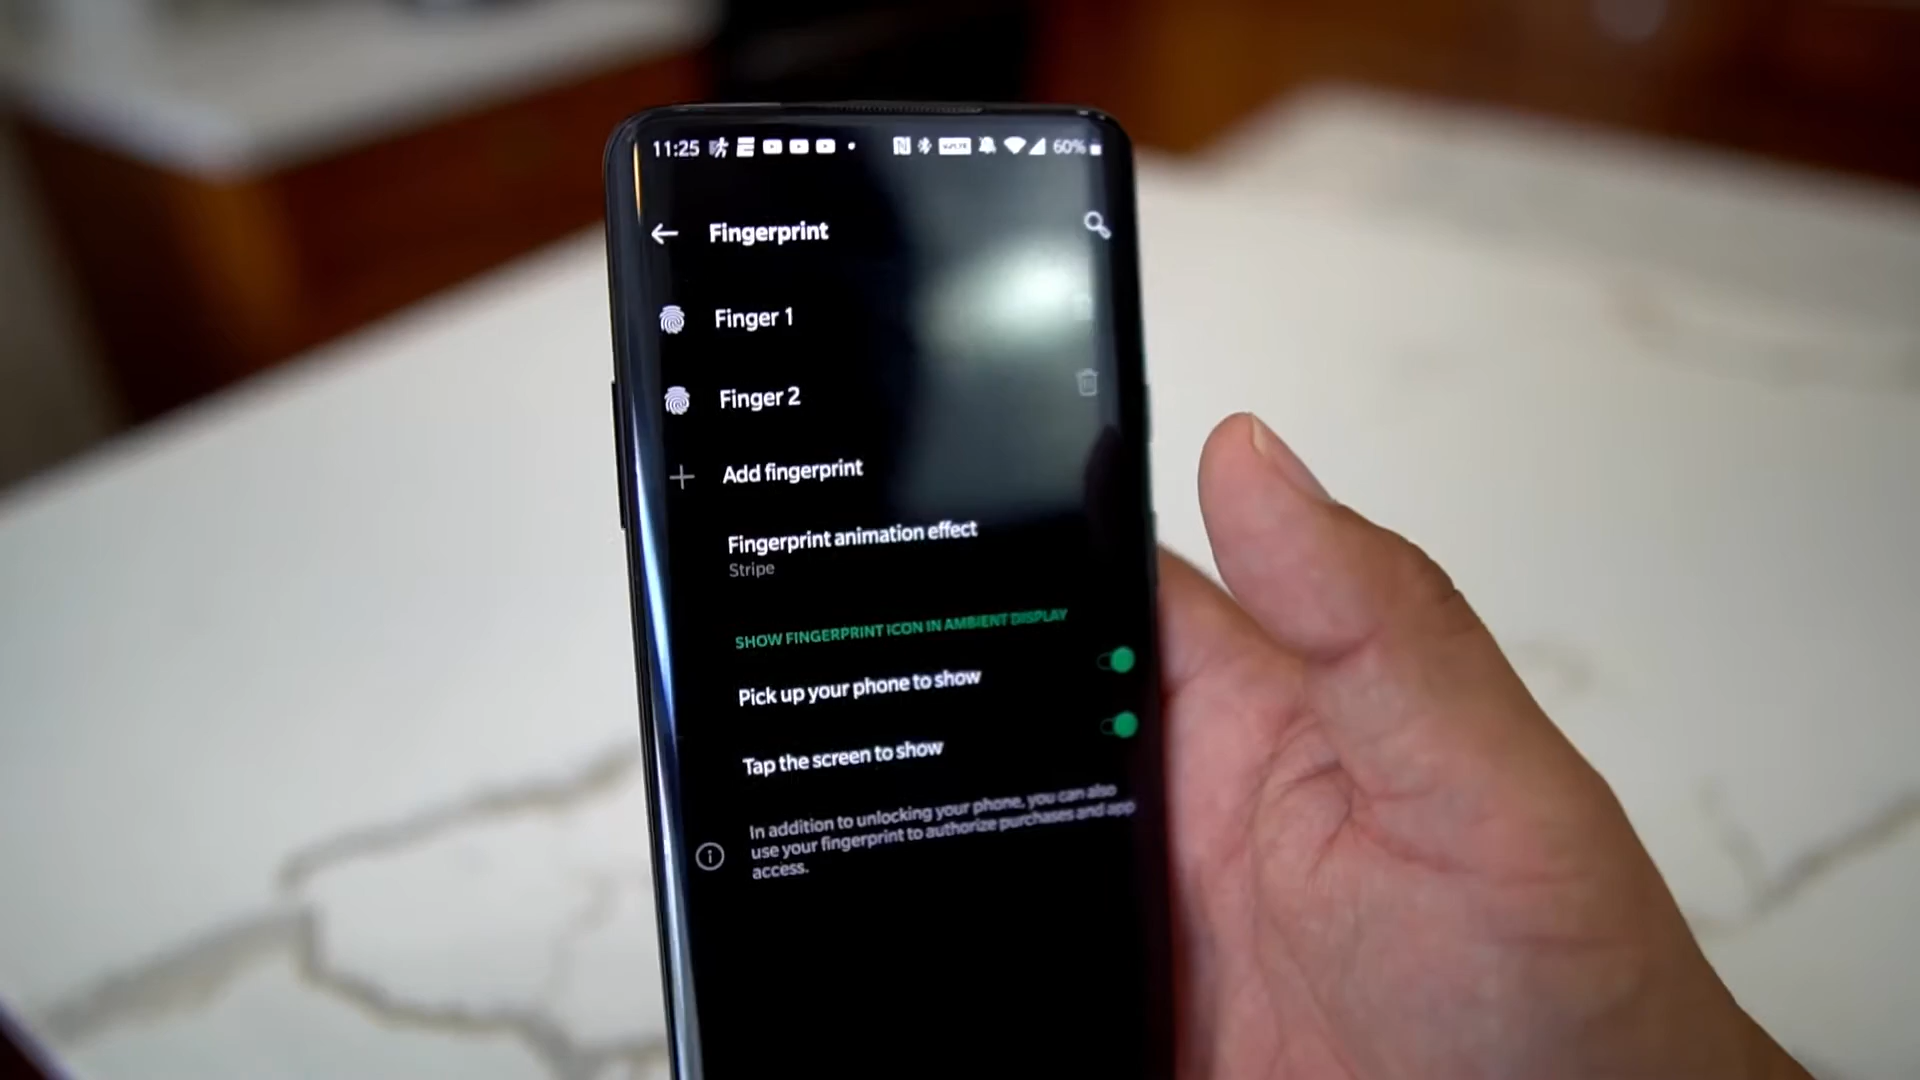 11:25 60%
Fingerprint
Finger 1
Finger 2
Add fingerprint
Fingerprint animation effect
Stripe
SHOW FINGERPRINT ICON IN AMBIENT DISPLAY
Pick up your phone to show
Tap the screen to show
In addition to unlocking your phone, you can also
use your fingerprint to authorize purchases and app
access.